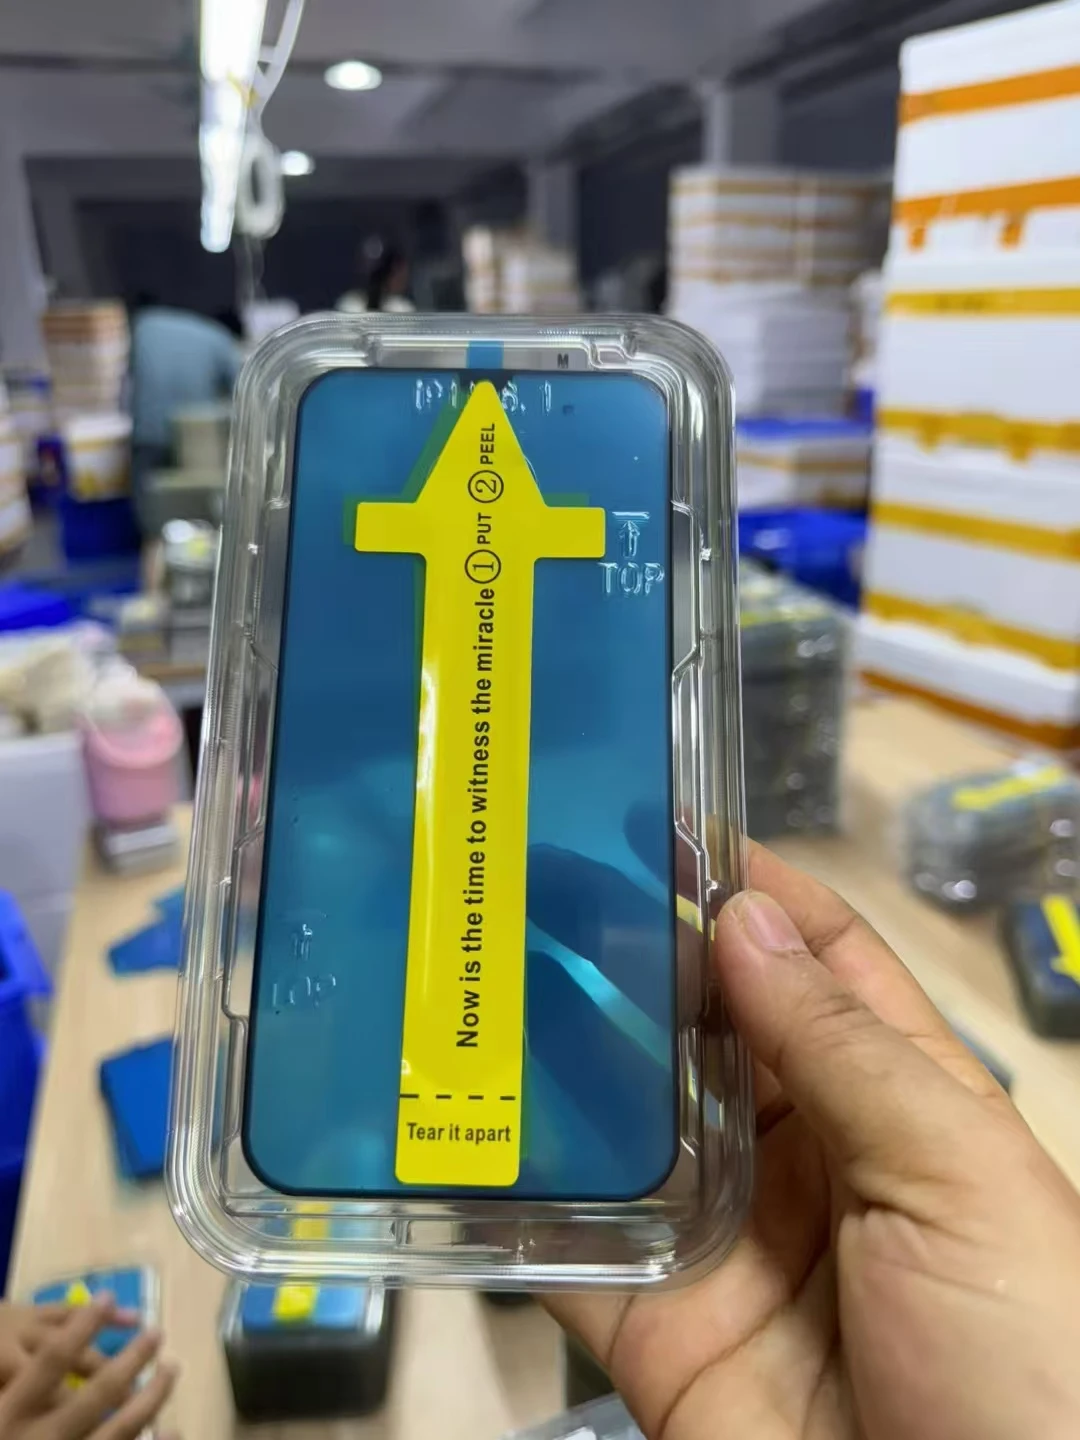 M
① PUT ② PEEL
Now is the time to witness the miracle
Tear it apart
TOP
TOP